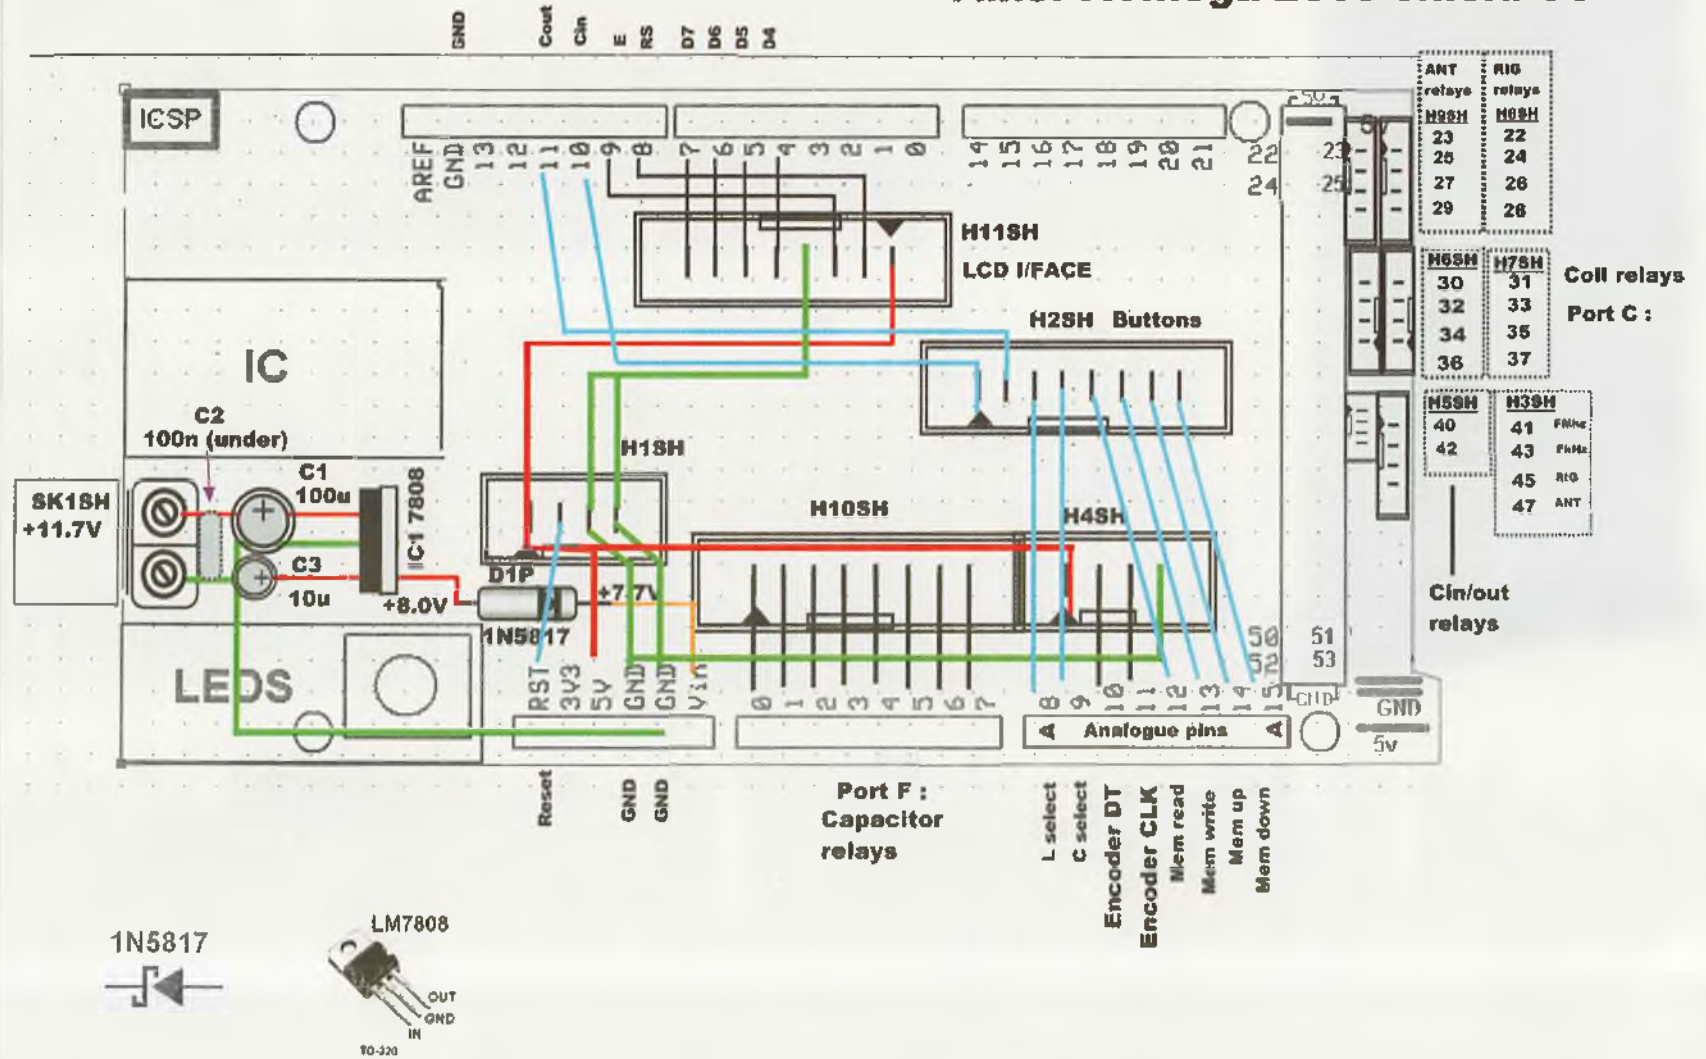 GND
Cout
Cin
E
RS
D7
D6
D5
D4
ICSP
AREF
GND
13
12
11
10
9
8
7
6
5
4
3
2
1
0
14
15
16
17
18
19
20
21
22
24
23
25
5V
ANT relays
H9SH
23
25
27
29
RIG relays
H8SH
22
24
26
28
H6SH
30
32
34
36
H7SH
31
33
35
37
Coil relays
Port C :
H5SH
40
42
H3SH
41
43
45 RIG
47 ANT
Cin/out
relays
H11SH
LCD I/FACE
H2SH Buttons
IC
C2
100n (under)
C1
100u
IC1 7808
SK1SH
+11.7V
C3
10u
+8.0V
H1SH
D1P
1N5817
+7.7V
H10SH
H4SH
LEDS
RST
3V3
5V
GND
GND
Vin
0
1
2
3
4
5
6
7
8
9
10
11
12
13
14
15
50
52
51
53
GND
GND
5v
A Analogue pins A
Reset
GND
GND
Port F :
Capacitor
relays
L select
C select
Encoder DT
Encoder CLK
Mem read
Mem write
Mem up
Mem down
1N5817
LM7808
OUT
GND
IN
TO-220